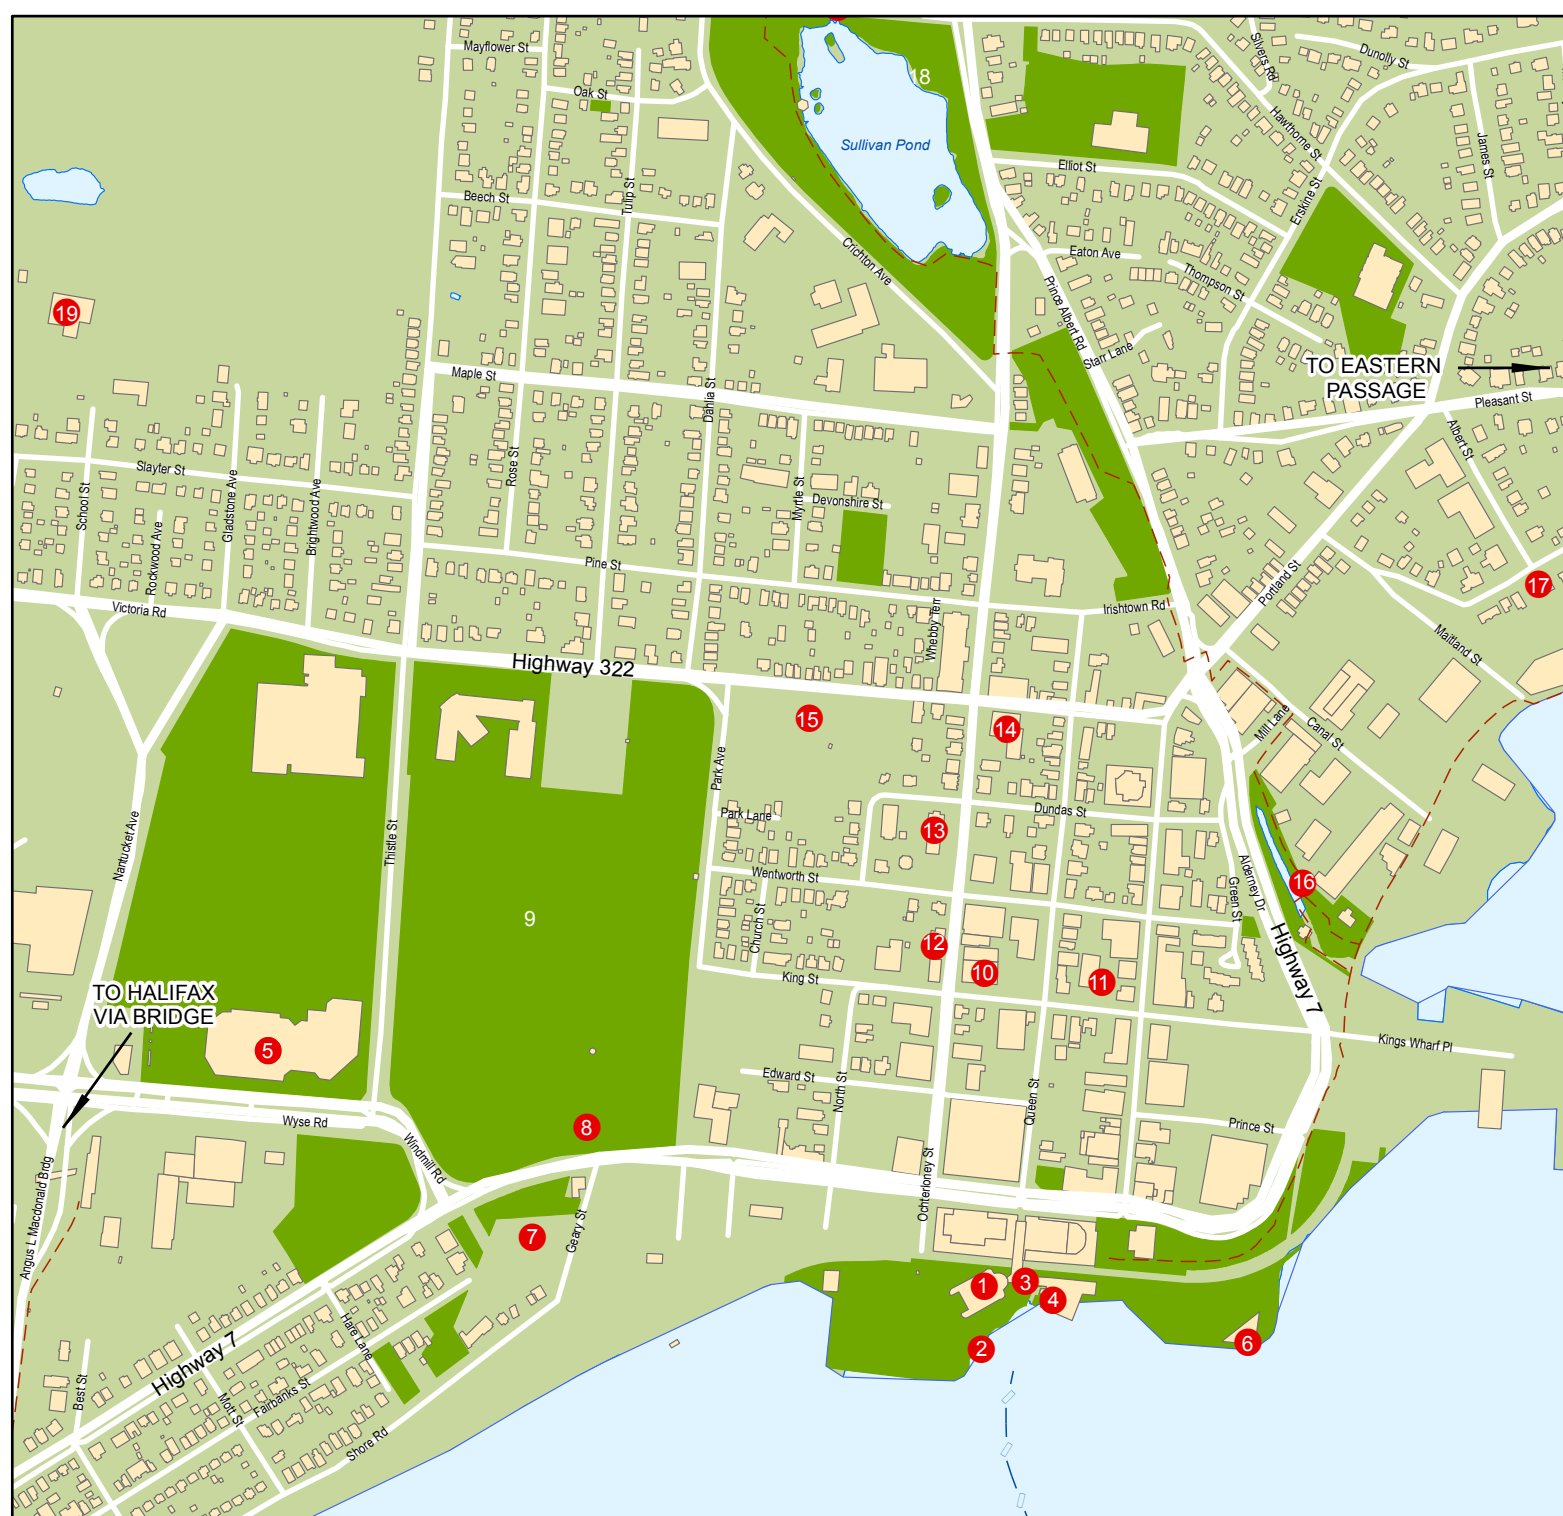 Mayflower St
Oak St
Tulip St
Beech St
18
Sullivan Pond
Silvers Rd
Dunolly St
Hawthorne St
James St
Elliot St
Erskine St
Eaton Ave
Thompson St
Crichton Ave
Prince Albert Rd
Starr Lane
19
TO EASTERN
PASSAGE
Pleasant St
Albert St
Maple St
Dahlia St
Rose St
Slayter St
School St
Gladstone Ave
Brightwood Ave
Rockwood Ave
Myrtle St
Devonshire St
Pine St
Victoria Rd
Whebby Terr
Irishtown Rd
Portland St
17
Maitland St
Highway 322
15
14
Mill Lane
Canal St
Park Ave
Park Lane
Dundas St
13
Nantucket Ave
Thistle St
Wentworth St
Alderney Dr
Green St
16
9
Church St
12
10
11
King St
Highway 7
TO HALIFAX
VIA BRIDGE
5
Kings Wharf Pl
Edward St
North St
Queen St
Prince St
Wyse Rd
8
Windmill Rd
Angus L Macdonald Brdg
Ochterloney St
7
Geary St
1
3
4
2
6
Hare Lane
Highway 7
Best St
Mott St
Fairbanks St
Shore Rd